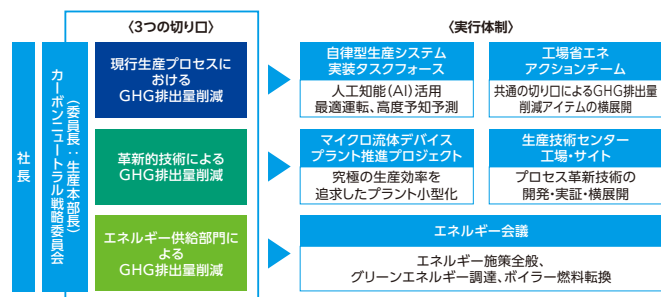 〈3つの切り口〉
〈実行体制〉
社長
カーボンニュートラル戦略委員会
(委員長:生産本部長)
現行生産プロセスに
おける
GHG排出量削減
自律型生産システム
実装タスクフォース
人工知能(AI)活用
最適運転、高度予知予測
工場省エネ
アクションチーム
共通の切り口によるGHG排出量
削減アイテムの横展開
革新的技術による
GHG排出量削減
マイクロ流体デバイス
プラント推進プロジェクト
究極の生産効率を
追求したプラント小型化
生産技術センター
工場・サイト
プロセス革新技術の
開発・実証・横展開
エネルギー供給部門に
よる
GHG排出量削減
エネルギー会議
エネルギー施策全般、
グリーンエネルギー調達、ボイラー燃料転換